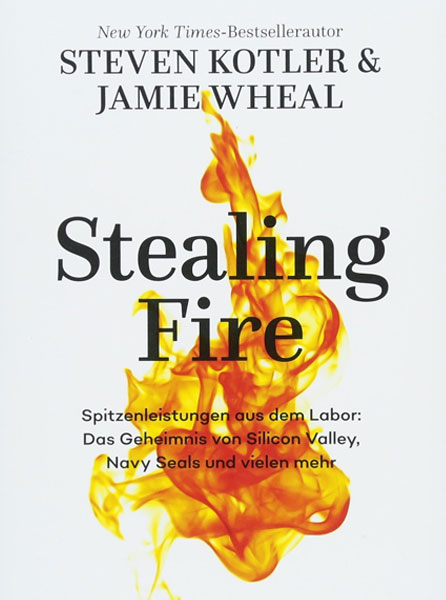 New York Times-Bestsellerautor
STEVEN KOTLER &
JAMIE WHEAL
Stealing
Fire
Spitzenleistungen aus dem Labor:
Das Geheimnis von Silicon Valley,
Navy Seals und vielen mehr